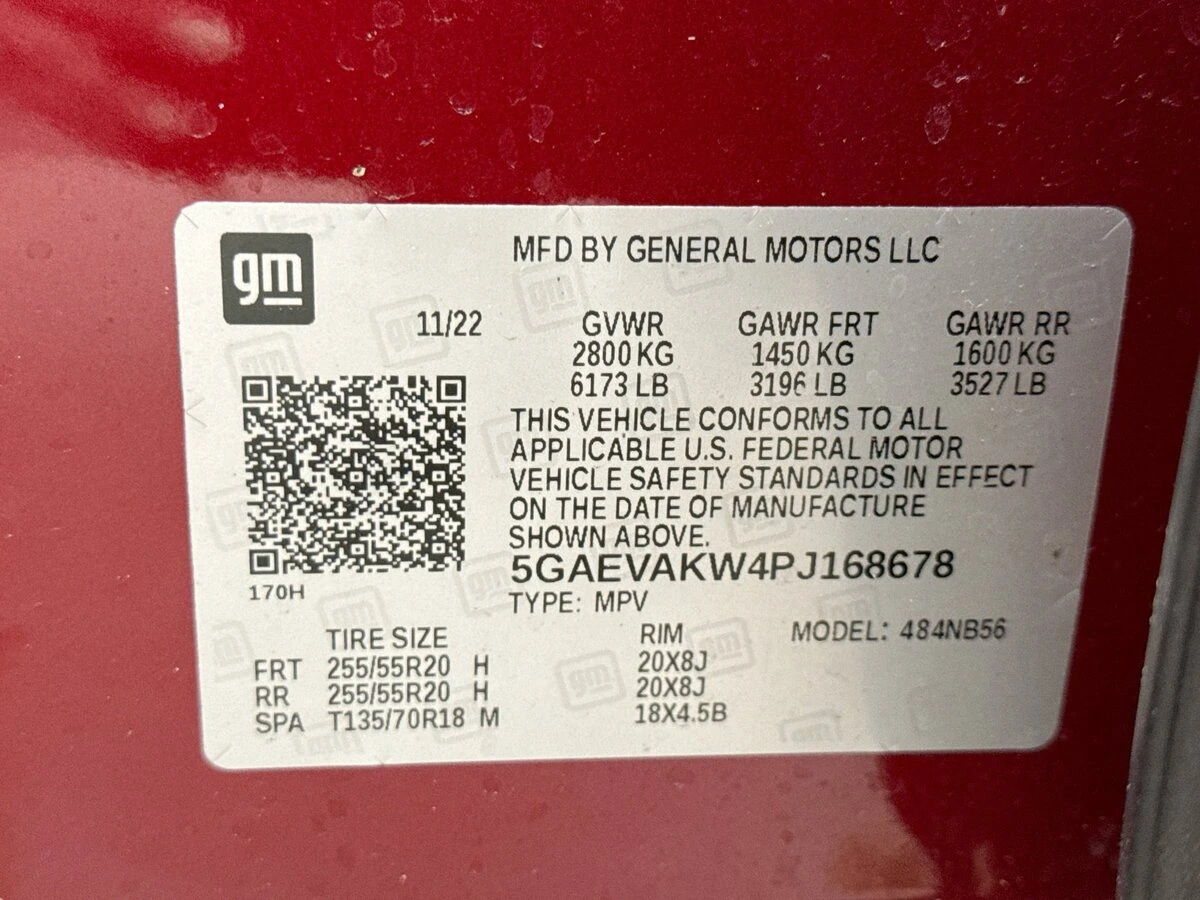 gm
MFD BY GENERAL MOTORS LLC
11/22 GVWR GAWR FRT GAWR RR
2800 KG 1450 KG 1600 KG
6173 LB 3196 LB 3527 LB
THIS VEHICLE CONFORMS TO ALL
APPLICABLE U.S. FEDERAL MOTOR
VEHICLE SAFETY STANDARDS IN EFFECT
ON THE DATE OF MANUFACTURE
SHOWN ABOVE.
5GAEVAKW4PJ168678
170H
TYPE: MPV
TIRE SIZE RIM MODEL: 484NB56
FRT 255/55R20 H 20X8J
RR 255/55R20 H 20X8J
SPA T135/70R18 M 18X4.5B